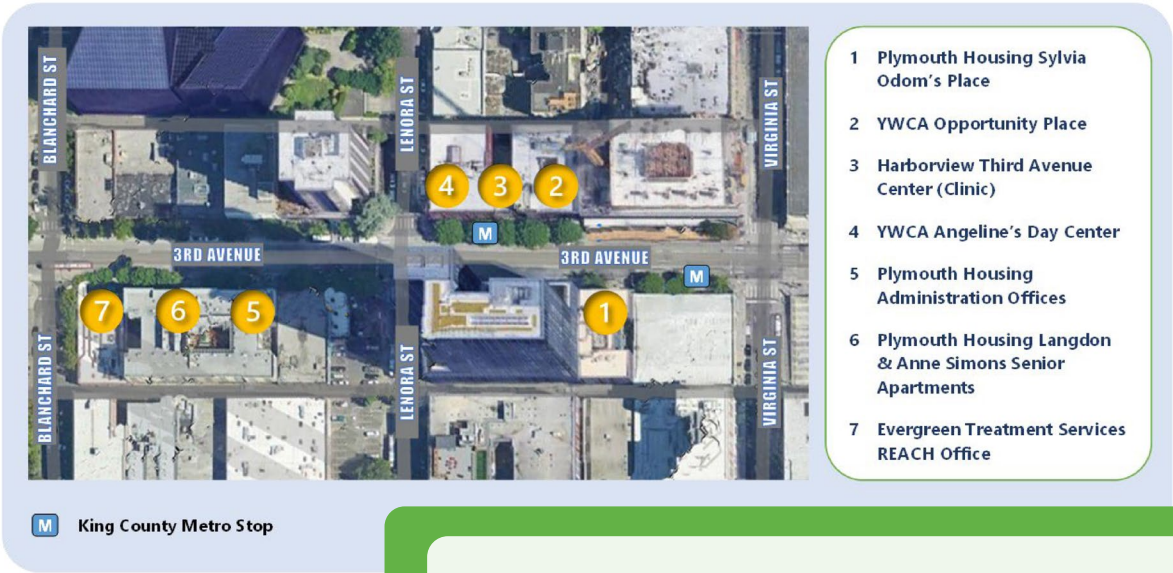 BLANCHARD ST
LENORA ST
VIRGINIA ST
4
3
2
M
3RD AVENUE
3RD AVENUE
M
7
6
5
1
BLANCHARD ST
LENORA ST
VIRGINIA ST
M King County Metro Stop
1 Plymouth Housing Sylvia
Odom's Place
2 YWCA Opportunity Place
3 Harborview Third Avenue
Center (Clinic)
4 YWCA Angeline's Day Center
5 Plymouth Housing
Administration Offices
6 Plymouth Housing Langdon
& Anne Simons Senior
Apartments
7 Evergreen Treatment Services
REACH Office